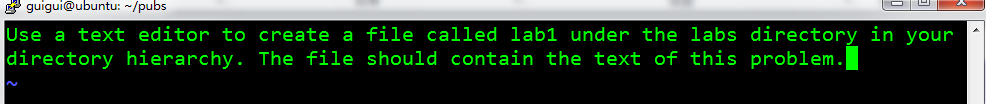 guigui@ubuntu: ~/pubs
Use a text editor to create a file called lab1 under the labs directory in your
directory hierarchy. The file should contain the text of this problem.
~